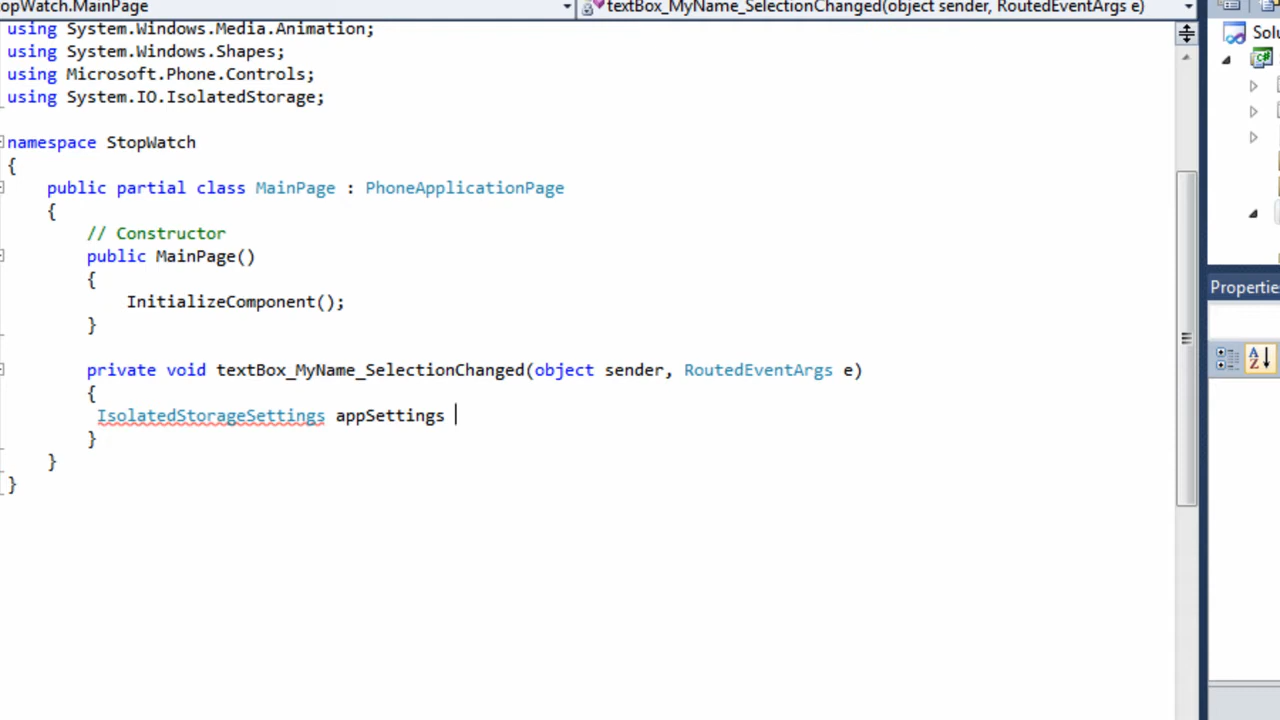 opWatch.MainPage
textBox_MyName_SelectionChanged(object sender, RoutedEventArgs e)
using System.Windows.Media.Animation;
using System.Windows.Shapes;
using Microsoft.Phone.Controls;
using System.IO.IsolatedStorage;
namespace StopWatch
{
public partial class MainPage : PhoneApplicationPage
{
// Constructor
public MainPage()
{
InitializeComponent();
}
private void textBox_MyName_SelectionChanged(object sender, RoutedEventArgs e)
{
IsolatedStorageSettings appSettings
}
}
}
Solu
Propertie